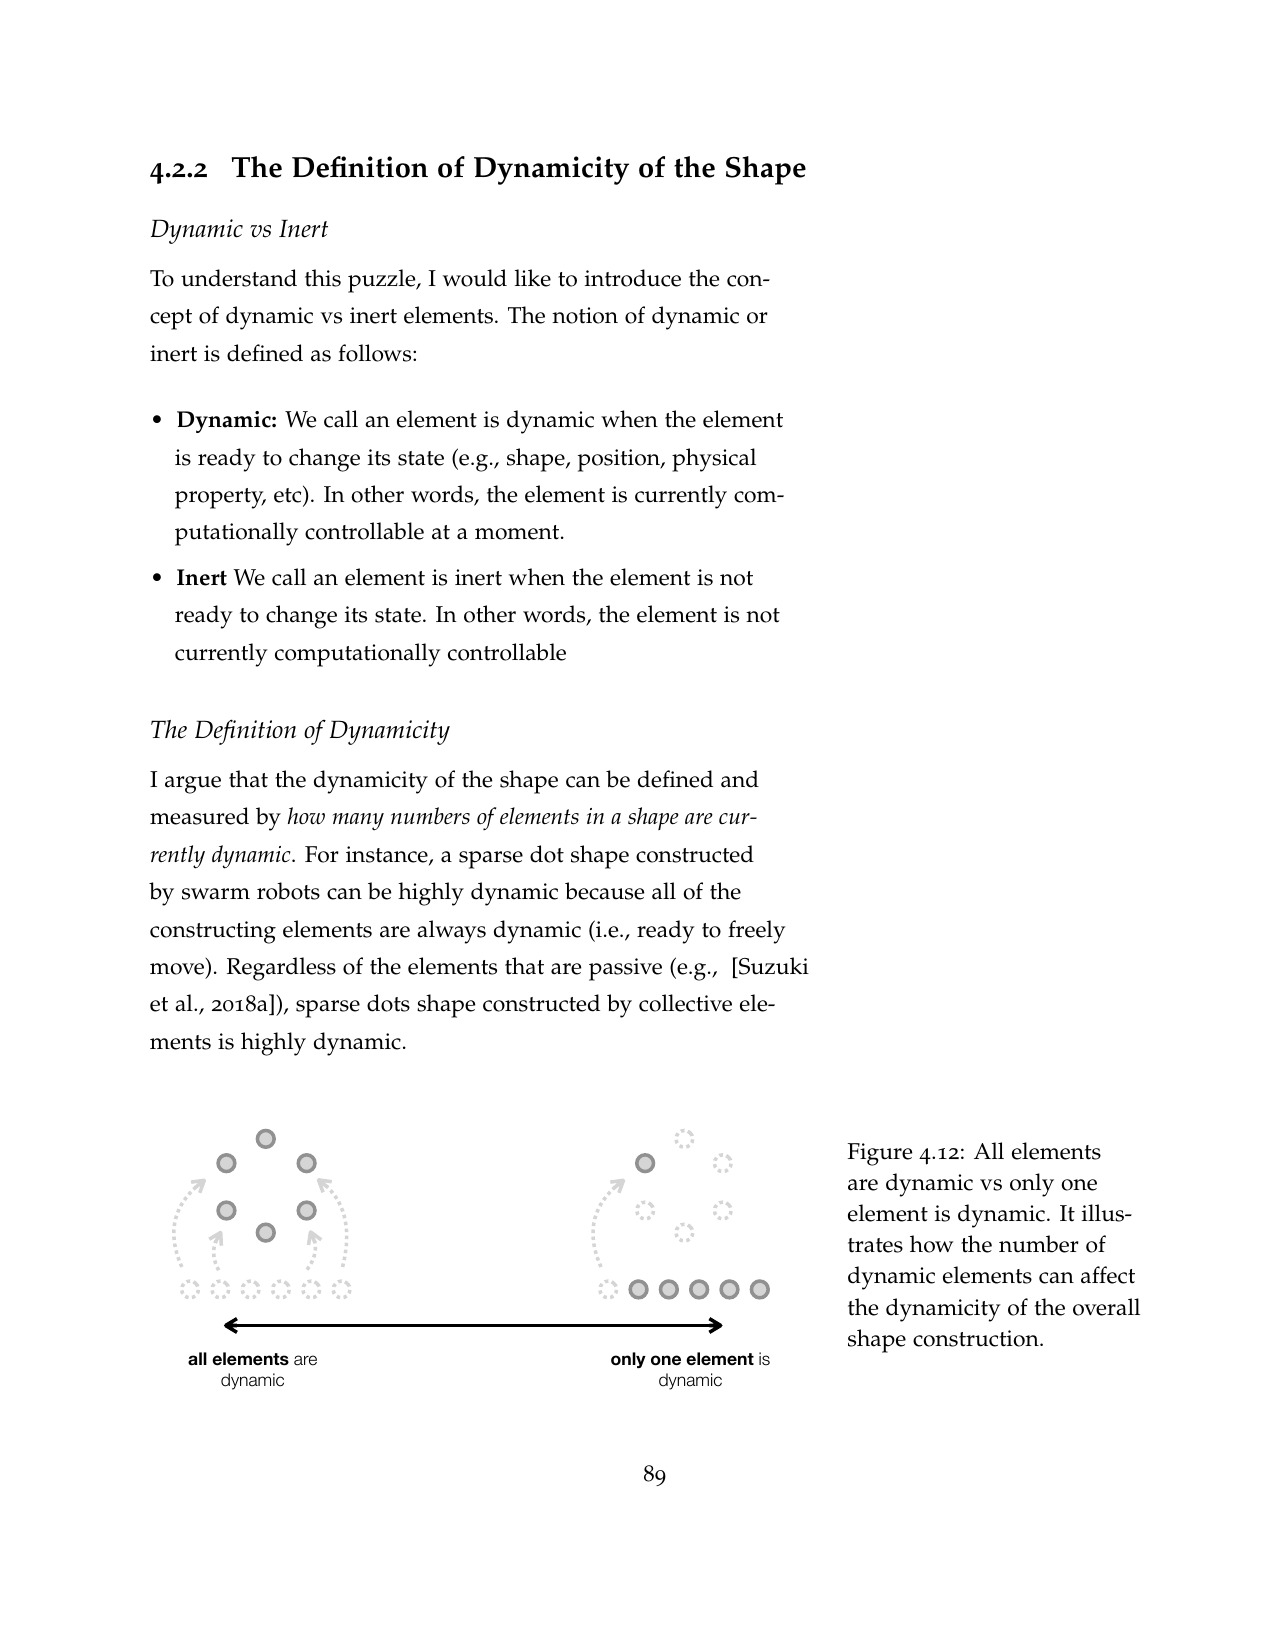 4.2.2 The Definition of Dynamicity of the Shape
Dynamic vs Inert
To understand this puzzle, I would like to introduce the con-
cept of dynamic vs inert elements. The notion of dynamic or
inert is defined as follows:
• Dynamic: We call an element is dynamic when the element
is ready to change its state (e.g., shape, position, physical
property, etc). In other words, the element is currently com-
putationally controllable at a moment.
• Inert We call an element is inert when the element is not
ready to change its state. In other words, the element is not
currently computationally controllable
The Definition of Dynamicity
I argue that the dynamicity of the shape can be defined and
measured by how many numbers of elements in a shape are cur-
rently dynamic. For instance, a sparse dot shape constructed
by swarm robots can be highly dynamic because all of the
constructing elements are always dynamic (i.e., ready to freely
move). Regardless of the elements that are passive (e.g., [Suzuki
et al., 2018a]), sparse dots shape constructed by collective ele-
ments is highly dynamic.
all elements are
dynamic
only one element is
dynamic
Figure 4.12: All elements
are dynamic vs only one
element is dynamic. It illus-
trates how the number of
dynamic elements can affect
the dynamicity of the overall
shape construction.
89